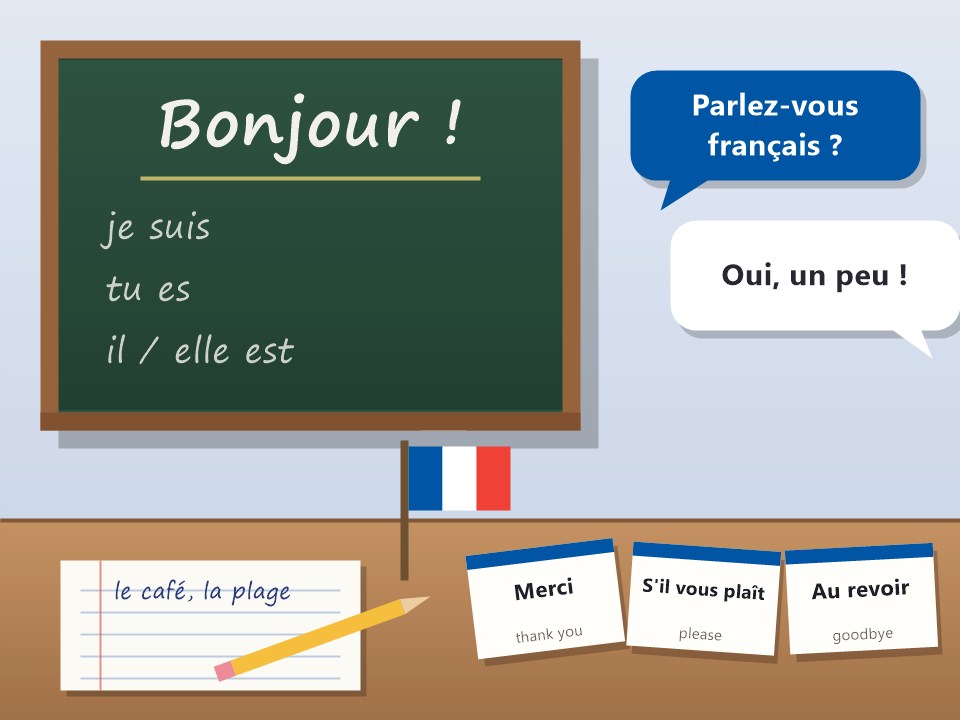 Bonjour !
je suis
tu es
il / elle est
Parlez-vous
français ?
Oui, un peu !
le café, la plage
Merci
thank you
S'il vous plaît
please
Au revoir
goodbye